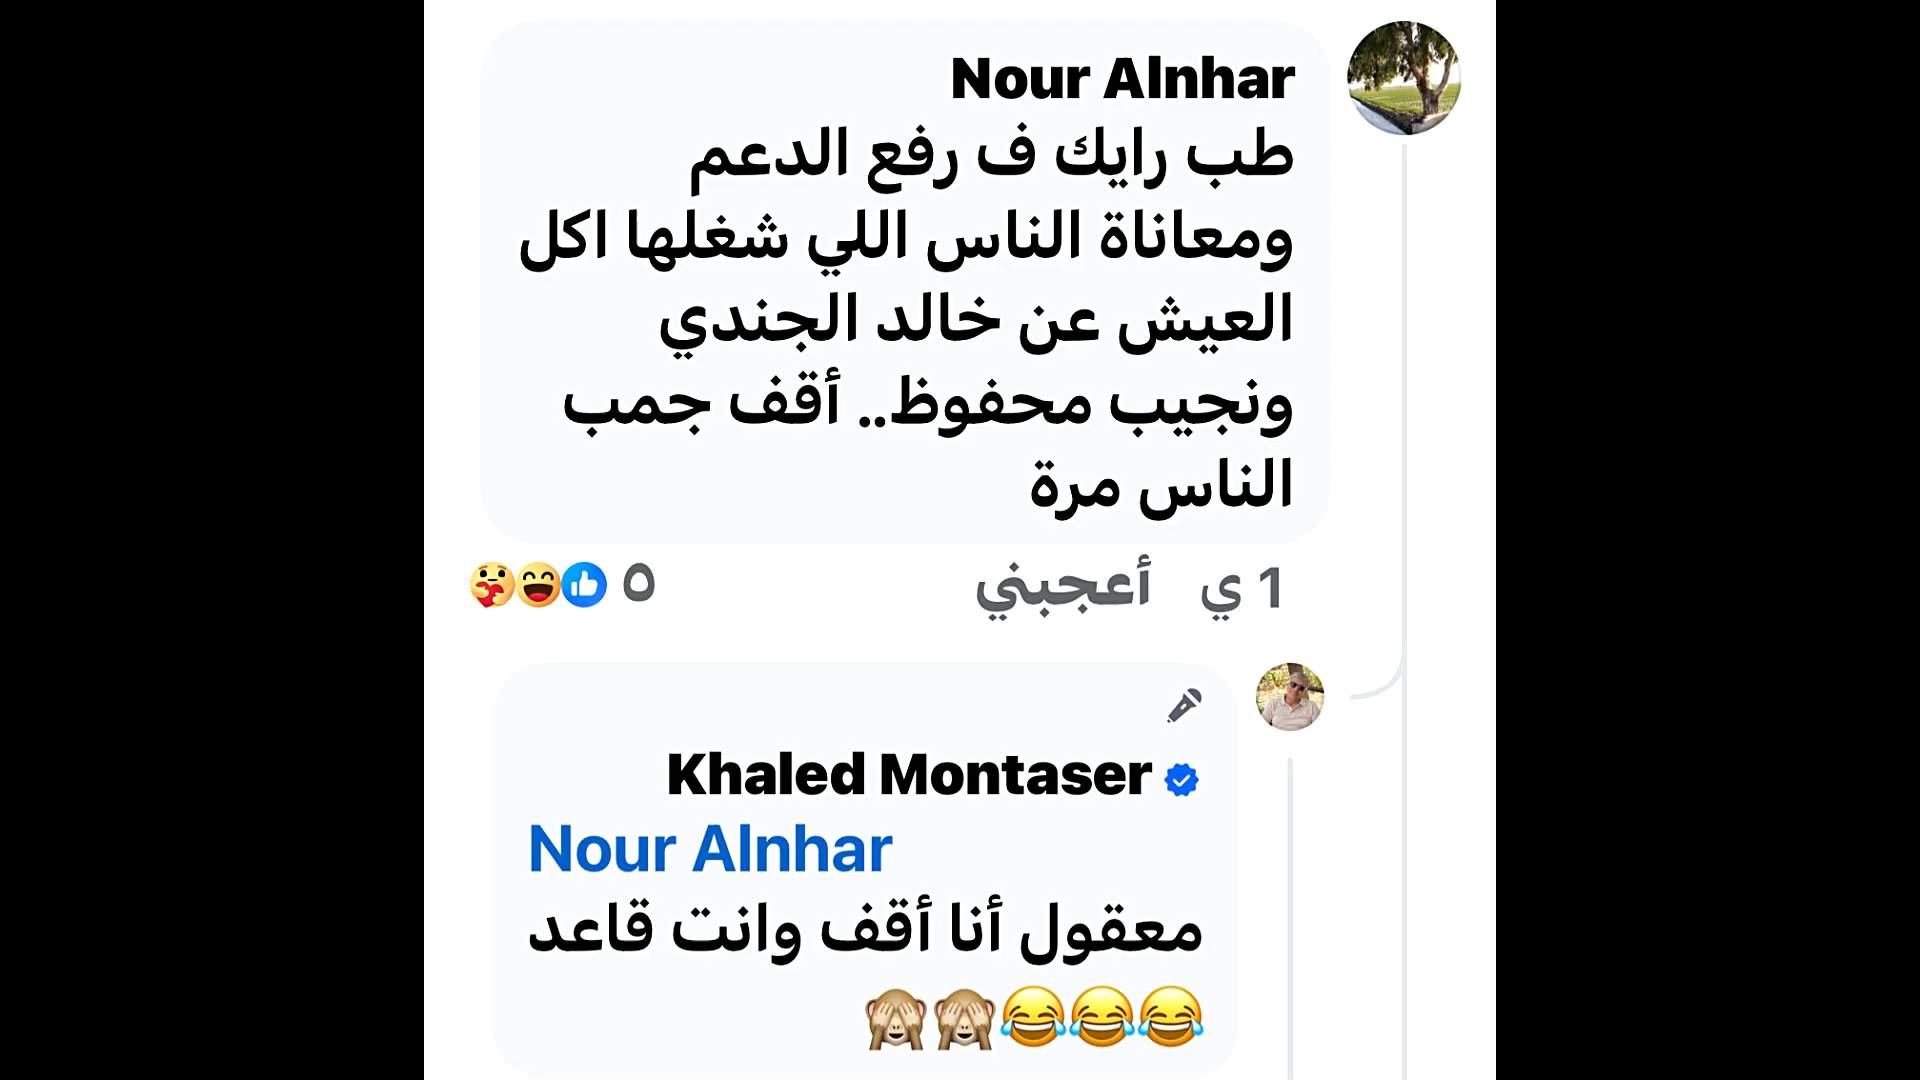 Nour Alnhar
طب رايك ف رفع الدعم
ومعاناة الناس اللي شغلها اكل
العيش عن خالد الجندي
ونجيب محفوظ.. أقف جمب
الناس مرة
1 ي أعجبني ٥
Khaled Montaser
Nour Alnhar
معقول أنا أقف وانت قاعد
😂😂😂🙈🙈